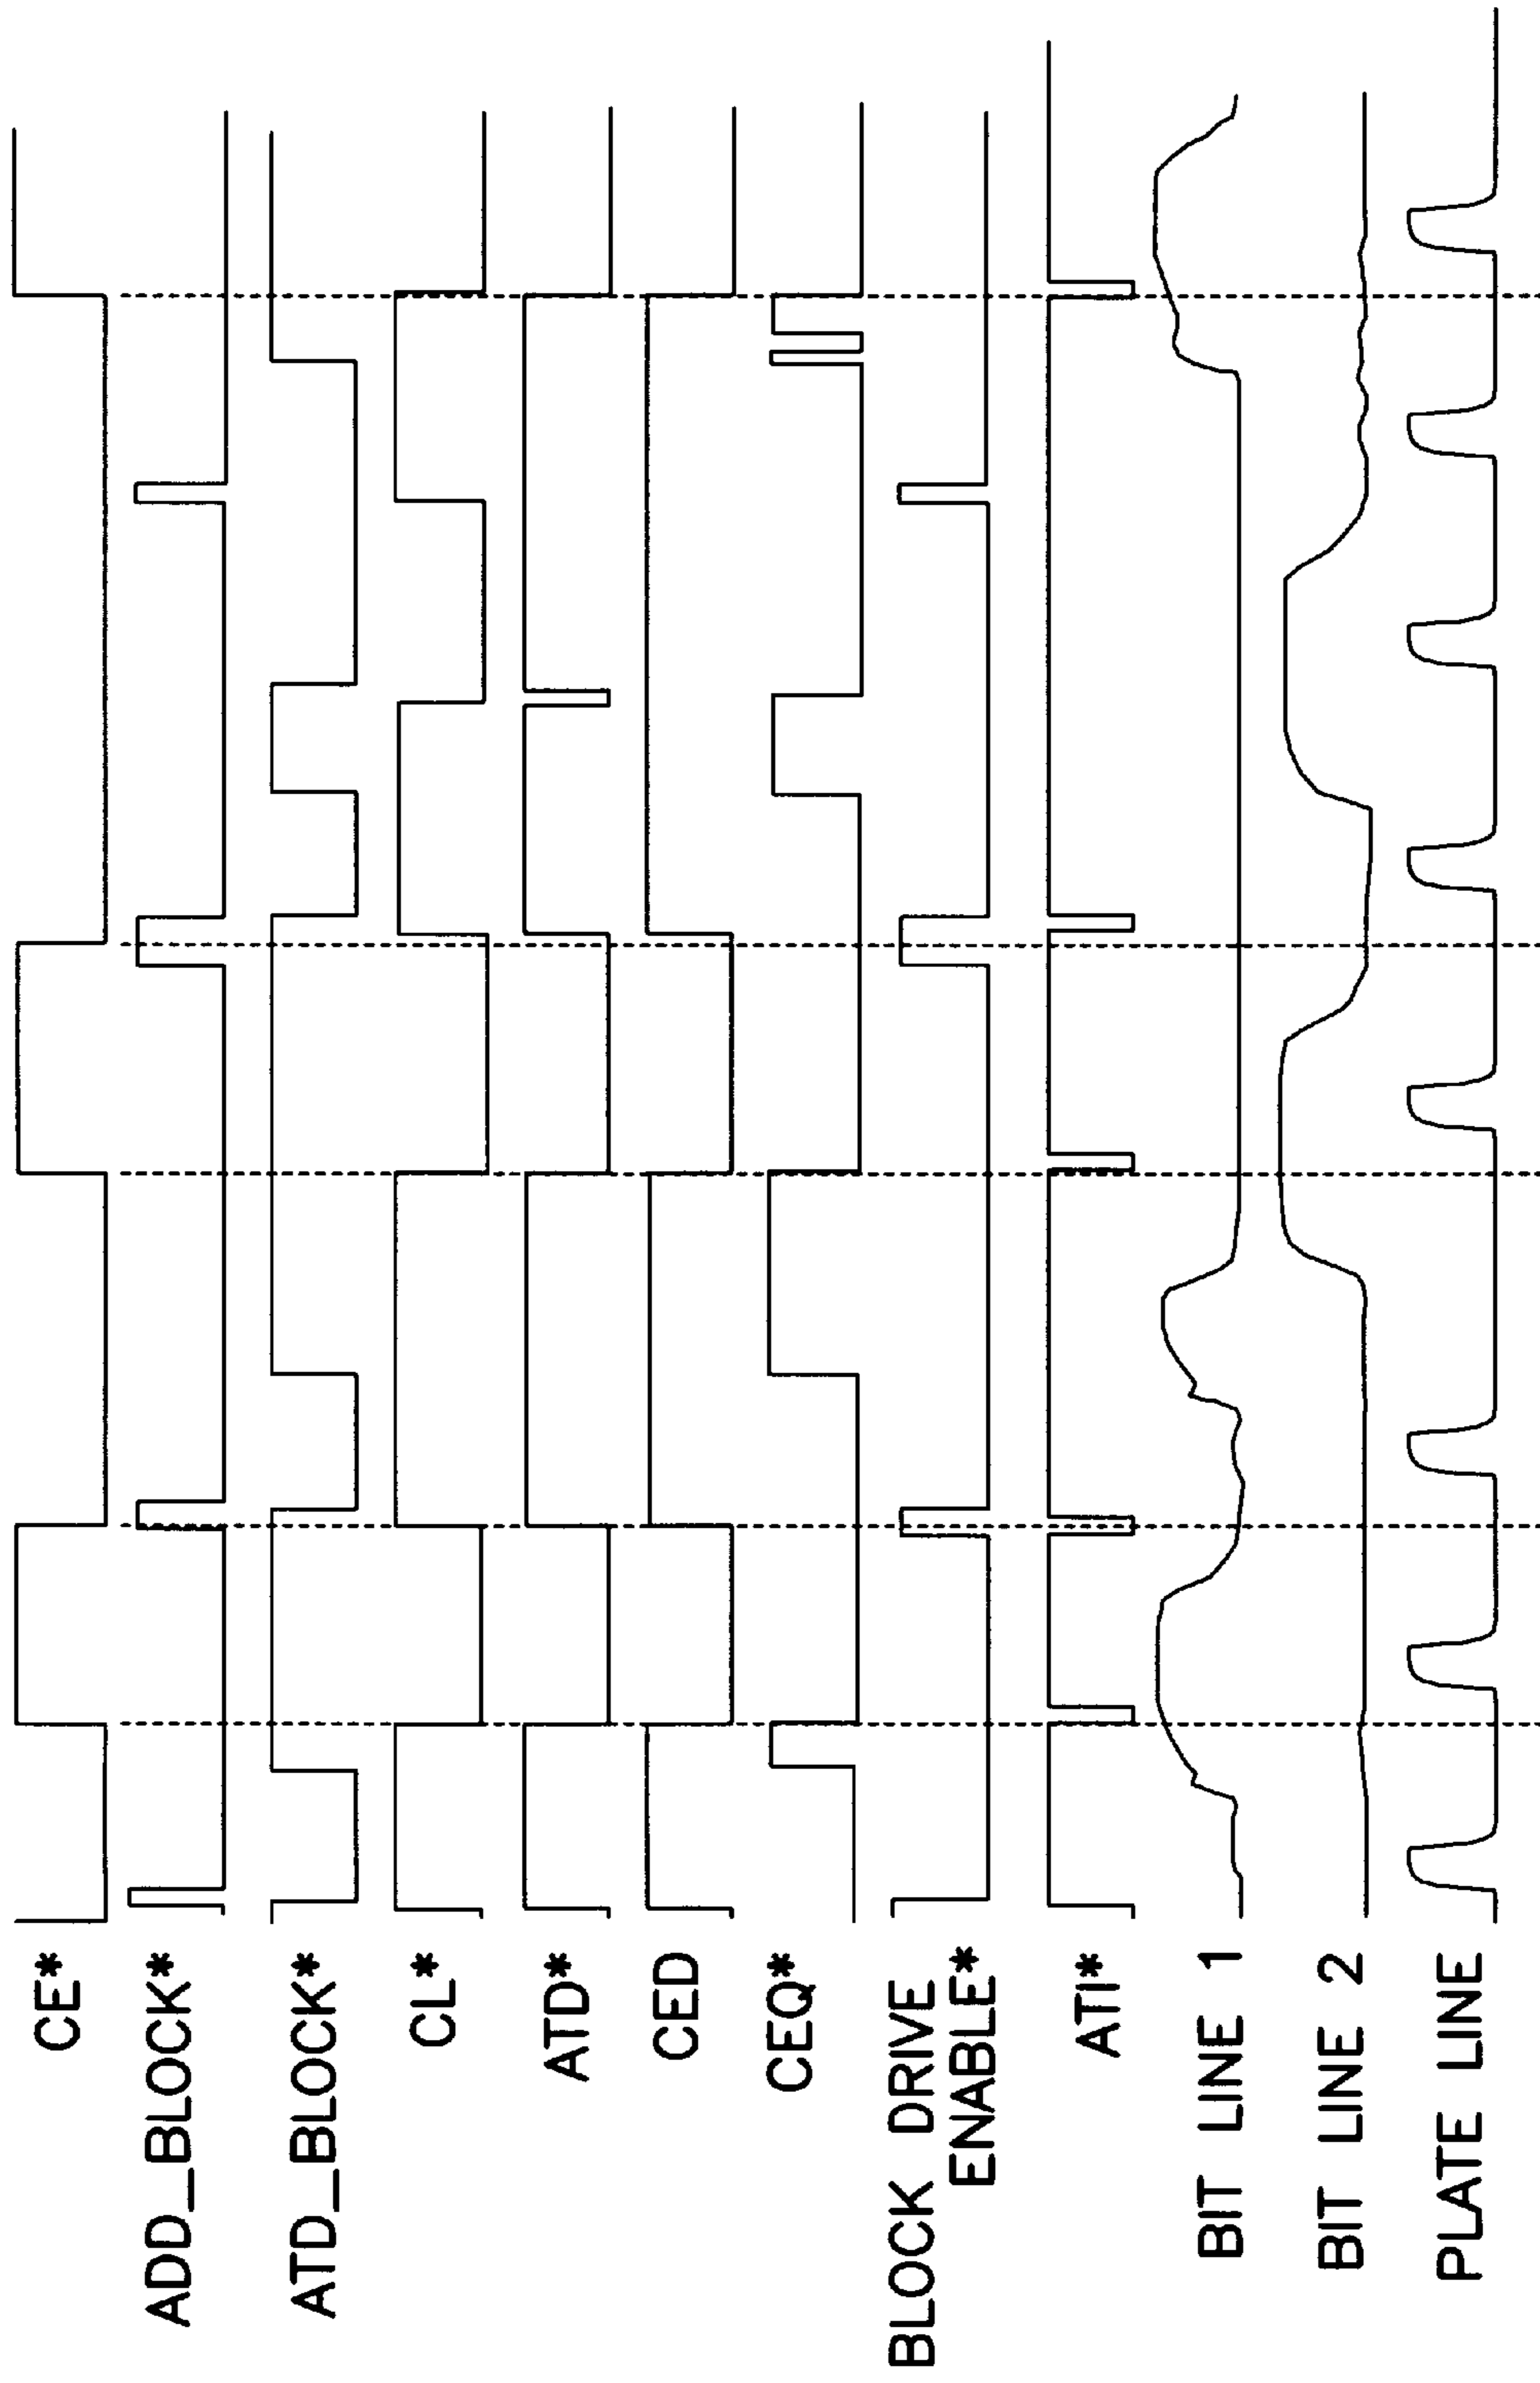 CE*
ADD_BLOCK*
ATD_BLOCK*
CL*
ATD*
CED
CEQ*
BLOCK DRIVE
ENABLE*
ATI*
BIT LINE 1
BIT LINE 2
PLATE LINE